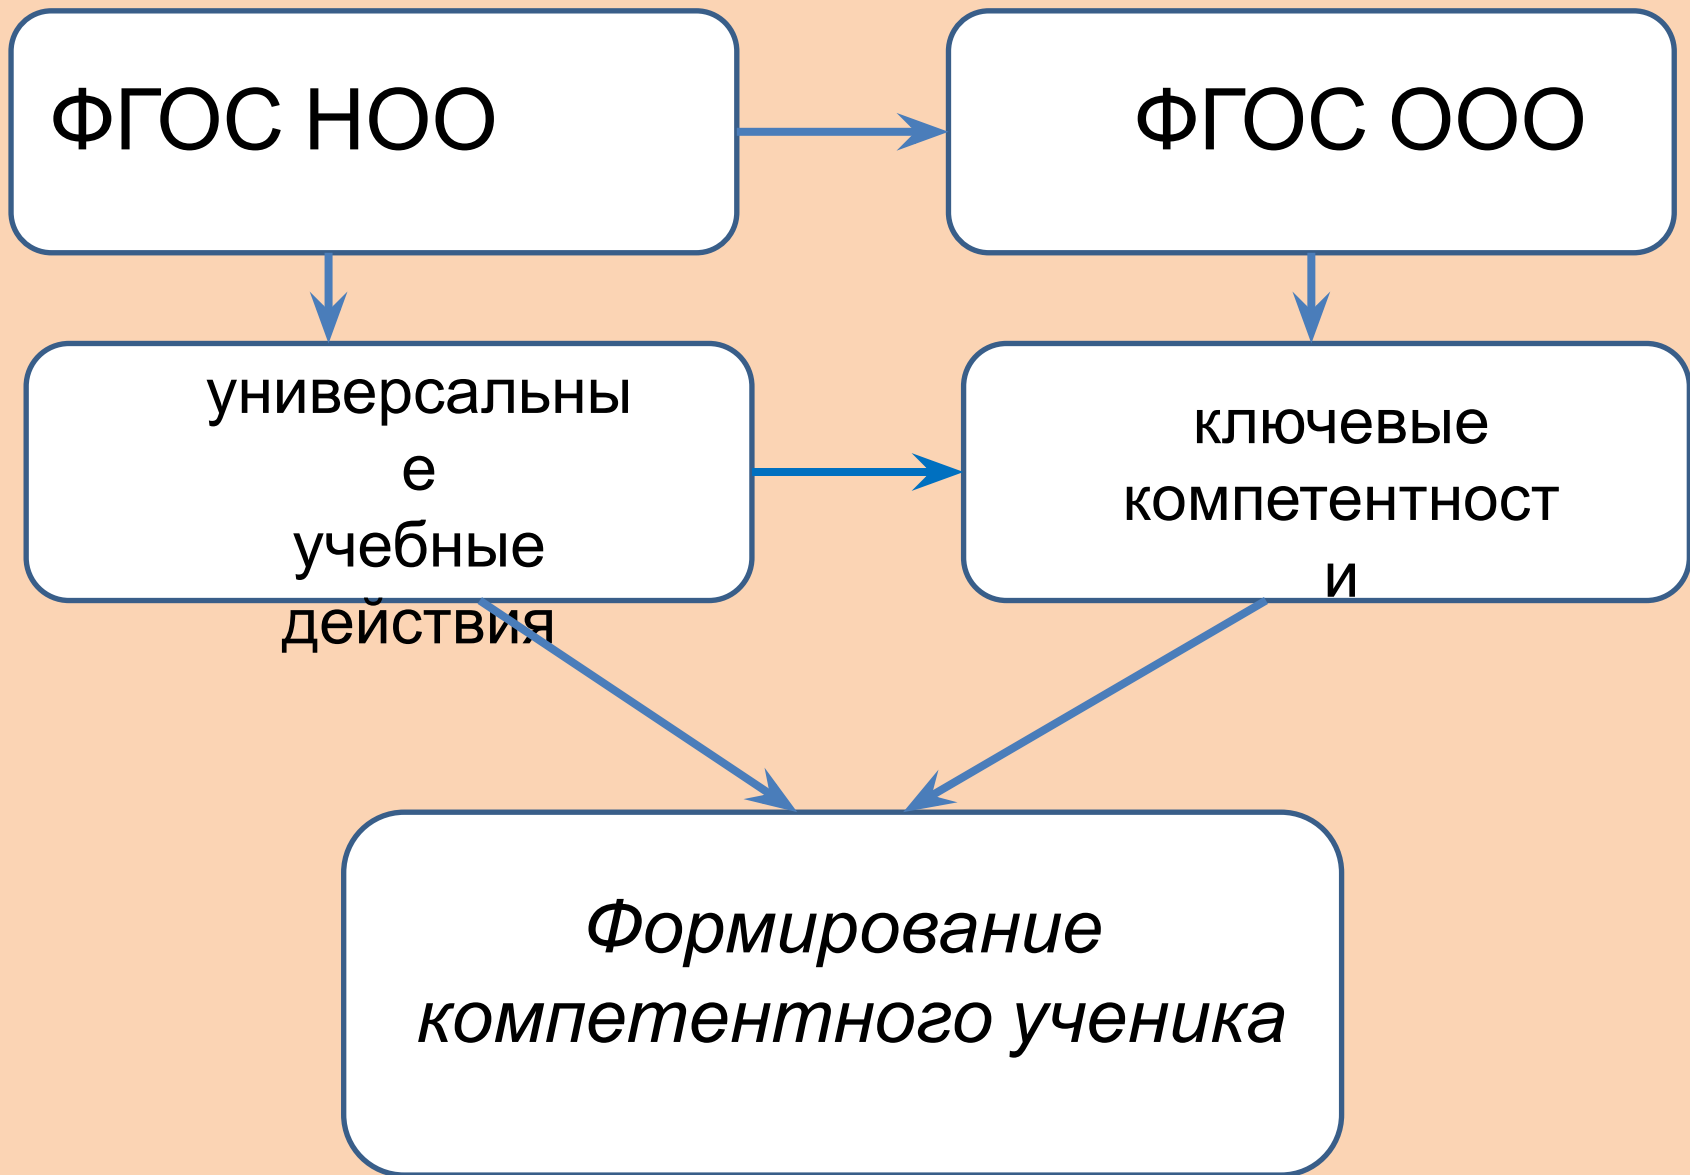 ФГОС НОО
ФГОС ООО
универсальны
е
учебные
действия
ключевые
компетентност
и
Формирование
компетентного ученика